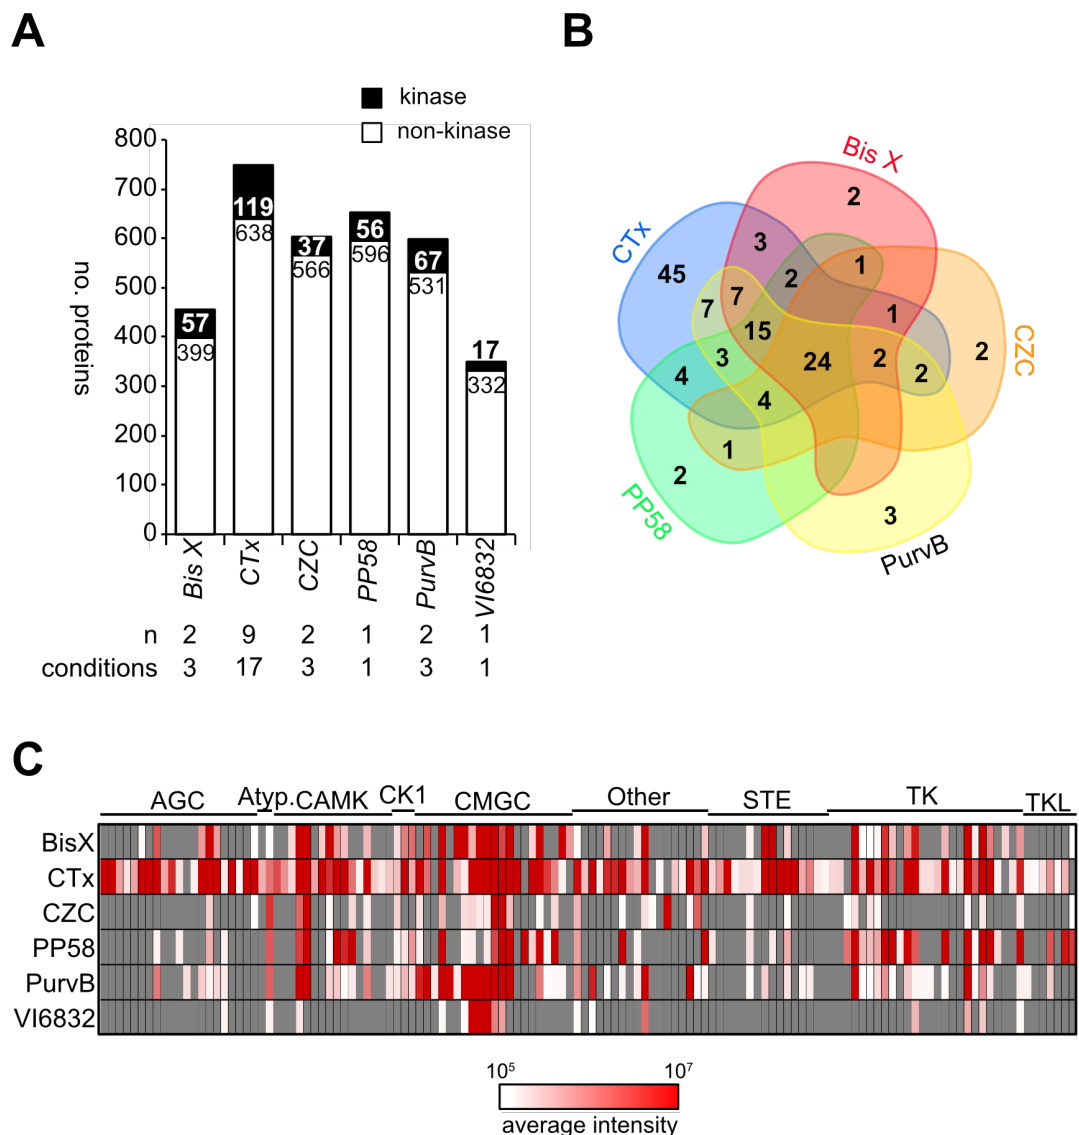 A
kinase
non-kinase
no. proteins
800
700
600
500
400
300
200
100
0
57
399
119
638
37
566
56
596
67
531
17
332
Bis X
CTx
CZC
PP58
PurvB
VI6832
n 2 9 2 1 2 1
conditions 3 17 3 1 3 1
B
Bis X
CTx
CZC
PP58
PurvB
2
3
1
45
2
7
7
1
15
2
3
24
2
2
4
4
1
2
3
C
AGC Atyp. CAMK CK1 CMGC Other STE TK TKL
BisX
CTx
CZC
PP58
PurvB
VI6832
10⁵ 10⁷
average intensity